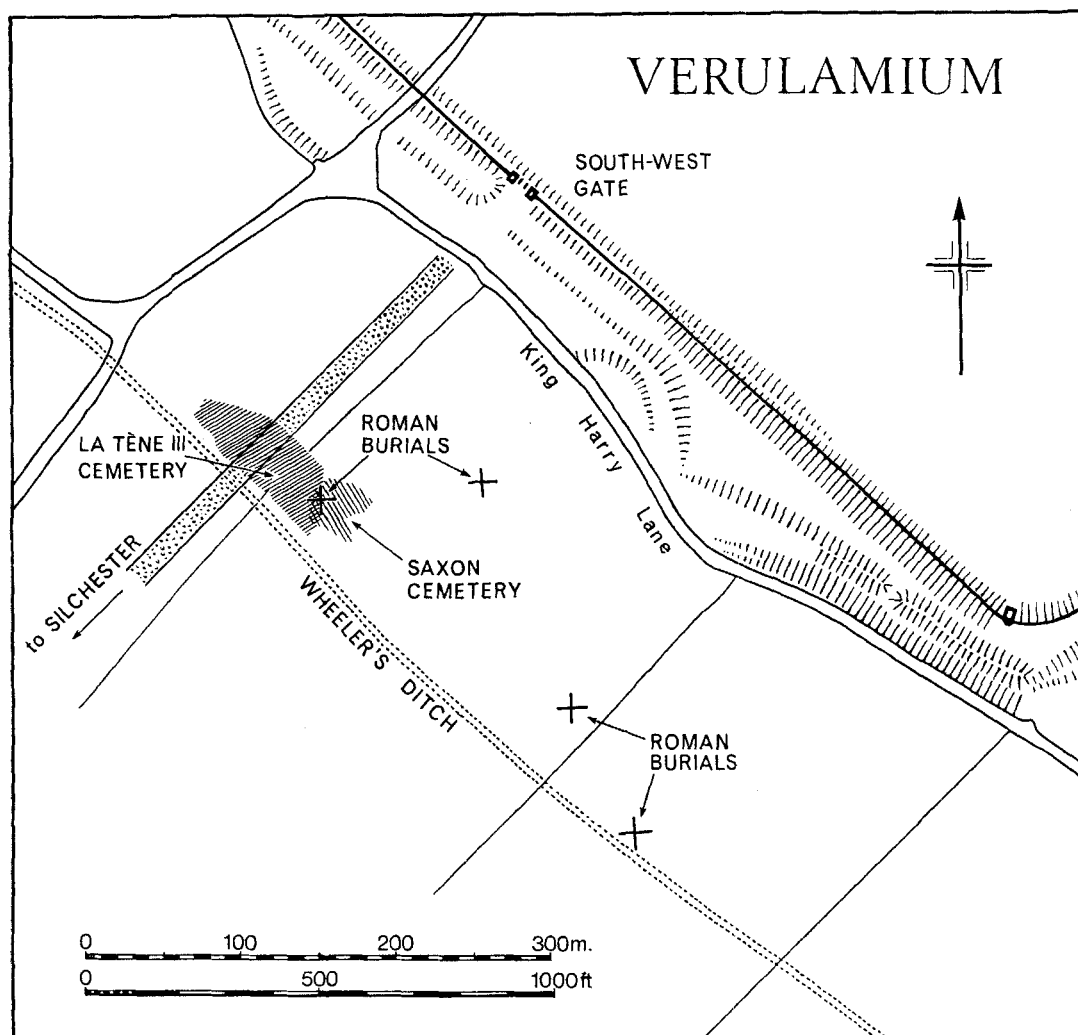 VERULAMIUM
SOUTH-WEST
GATE
King Harry Lane
ROMAN
BURIALS
LA TÈNE III
CEMETERY
SAXON
CEMETERY
to SILCHESTER
WHEELER'S DITCH
ROMAN
BURIALS
0 100 200 300m.
0 500 1000ft